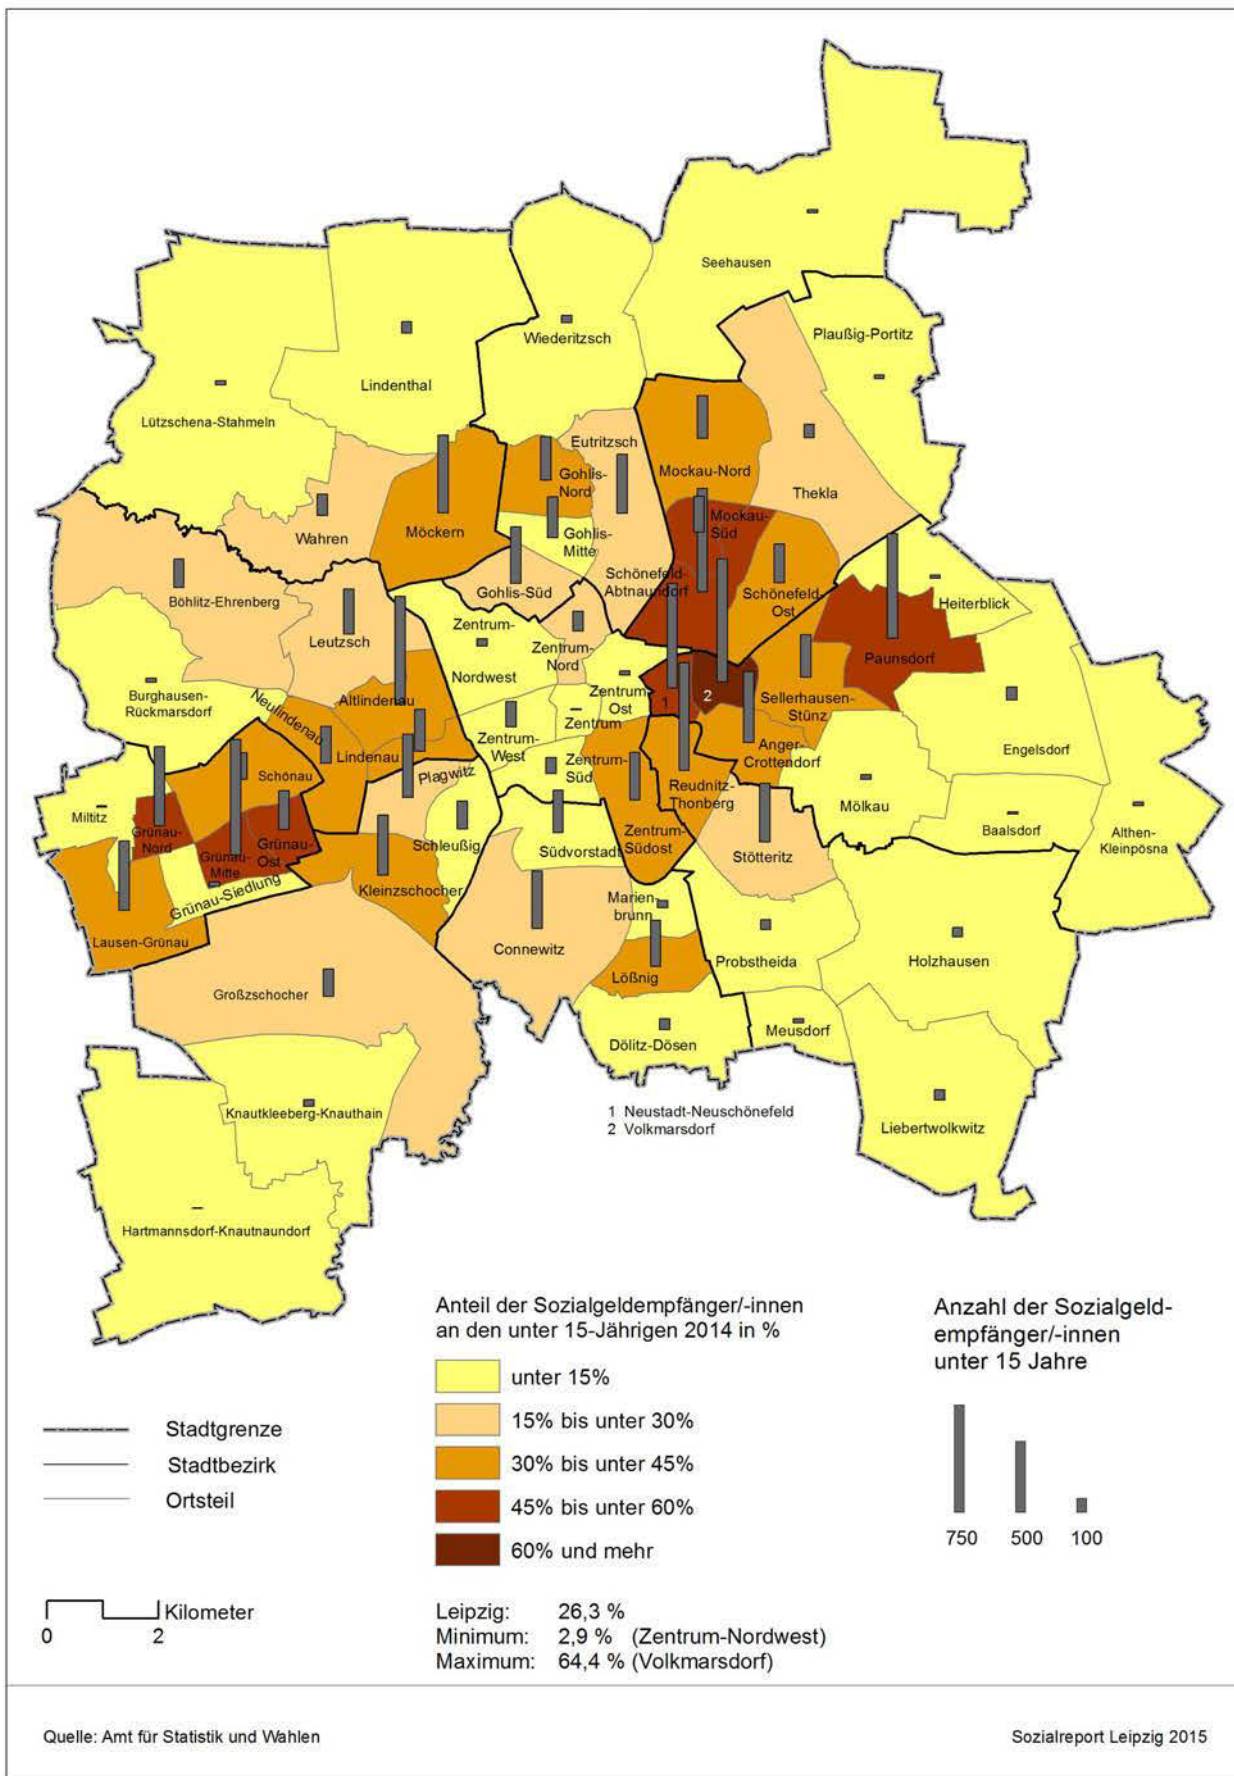 Seehausen
Plaußig-Portitz
Wiederitzsch
Lindenthal
Lützschena-Stahmeln
Eutritzsch
Gohlis-
Nord
Mockau-Nord
Thekla
Wahren
Möckern
Gohlis-
Mitte
Mockau-
Süd
Schönefeld-
Abtnaundorf
Schönefeld-
Ost
Heiterblick
Böhlitz-Ehrenberg
Gohlis-Süd
Leutzsch
Zentrum-
Nordwest
Zentrum-
Nord
Paunsdorf
Burghausen-
Rückmarsdorf
Neulindenau
Altlindenau
Zentrum-
Ost
1
2
Sellerhausen-
Stünz
Zentrum-
West
Zentrum
Engelsdorf
Lindenau
Anger-
Crottendorf
Schönau
Plagwitz
Zentrum-
Süd
Reudnitz-
Thonberg
Mölkau
Miltitz
Grünau-
Nord
Grünau-
Ost
Grünau-
Mitte
Schleußig
Südvorstadt
Zentrum-
Südost
Stötteritz
Baalsdorf
Althen-
Kleinpösna
Grünau-Siedlung
Kleinzschocher
Marien-
brunn
Lausen-Grünau
Connewitz
Lößnig
Probstheida
Holzhausen
Großzschocher
Dölitz-Dösen
Meusdorf
Knautkleeberg-Knauthain
1 Neustadt-Neuschönefeld
2 Volkmarsdorf
Liebertwolkwitz
Hartmannsdorf-Knautnaundorf
Anteil der Sozialgeldempfänger/-innen
an den unter 15-Jährigen 2014 in %
unter 15%
15% bis unter 30%
30% bis unter 45%
45% bis unter 60%
60% und mehr
Anzahl der Sozialgeld-
empfänger/-innen
unter 15 Jahre
750 500 100
Stadtgrenze
Stadtbezirk
Ortsteil
Kilometer
0 2
Leipzig: 26,3 %
Minimum: 2,9 % (Zentrum-Nordwest)
Maximum: 64,4 % (Volkmarsdorf)
Quelle: Amt für Statistik und Wahlen
Sozialreport Leipzig 2015